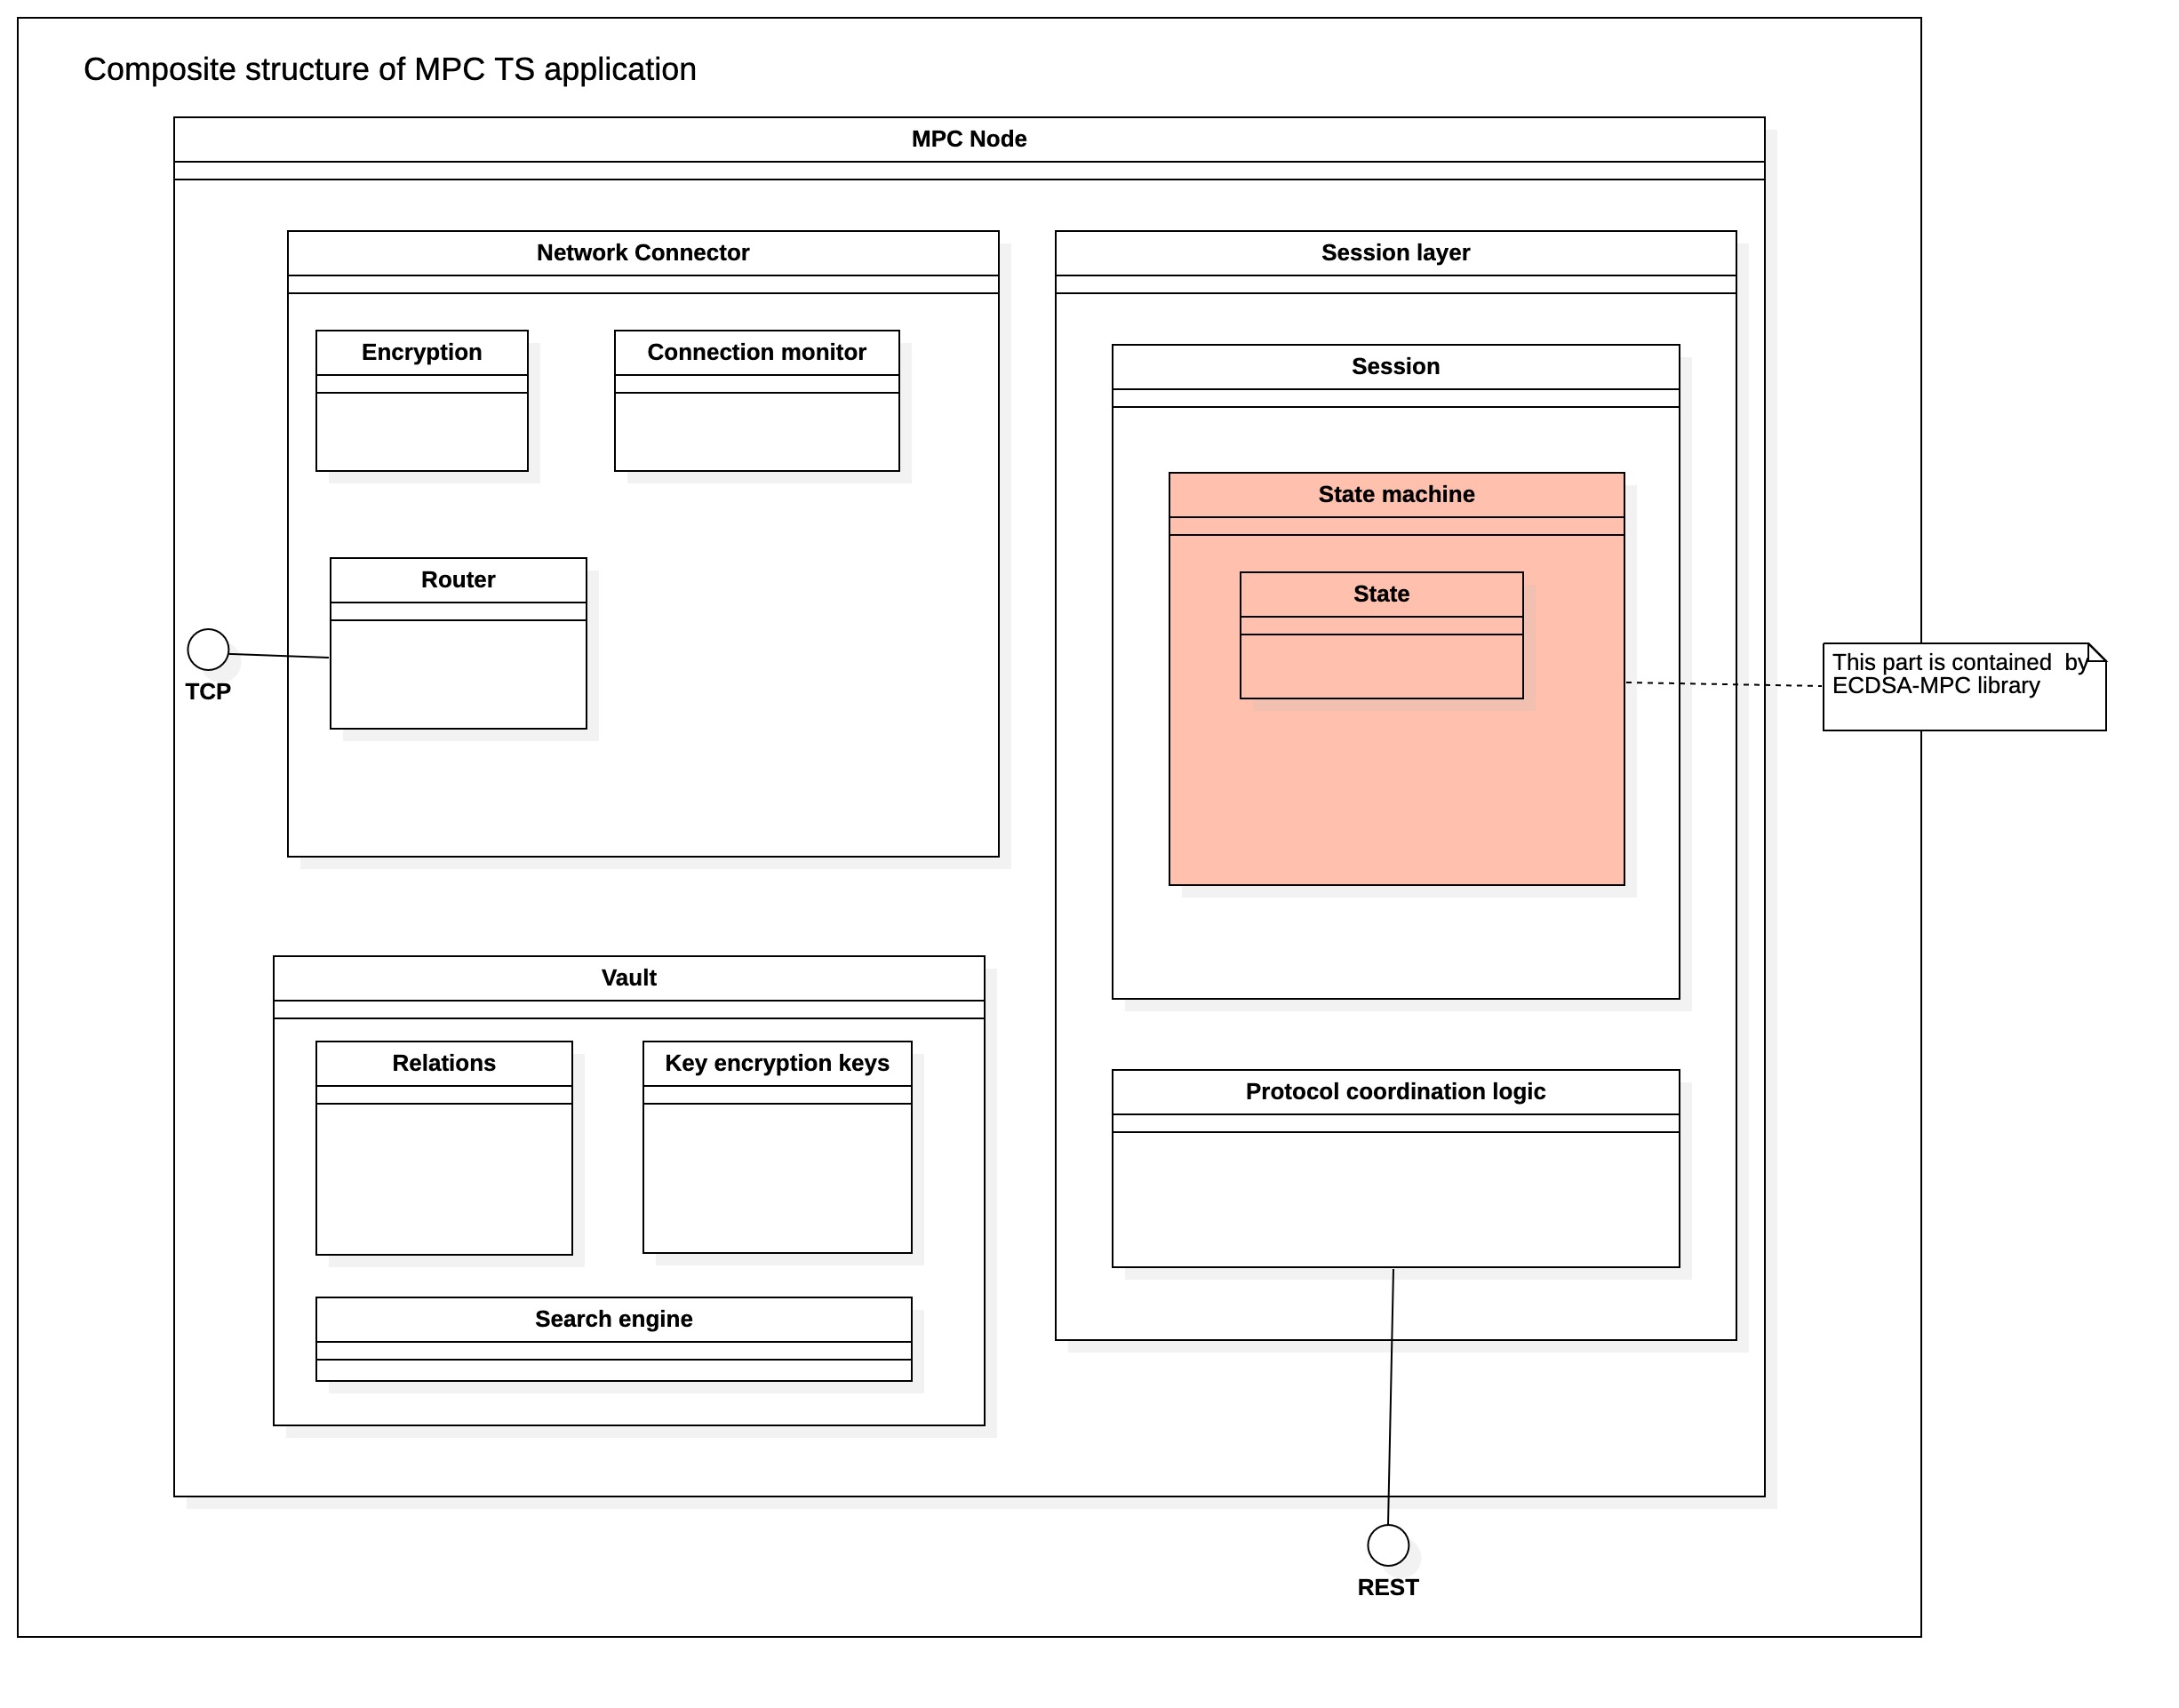 Composite structure of MPC TS application
MPC Node
Network Connector
Encryption
Connection monitor
Router
TCP
Vault
Relations
Key encryption keys
Search engine
Session layer
Session
State machine
State
This part is contained  by
ECDSA-MPC library
Protocol coordination logic
REST